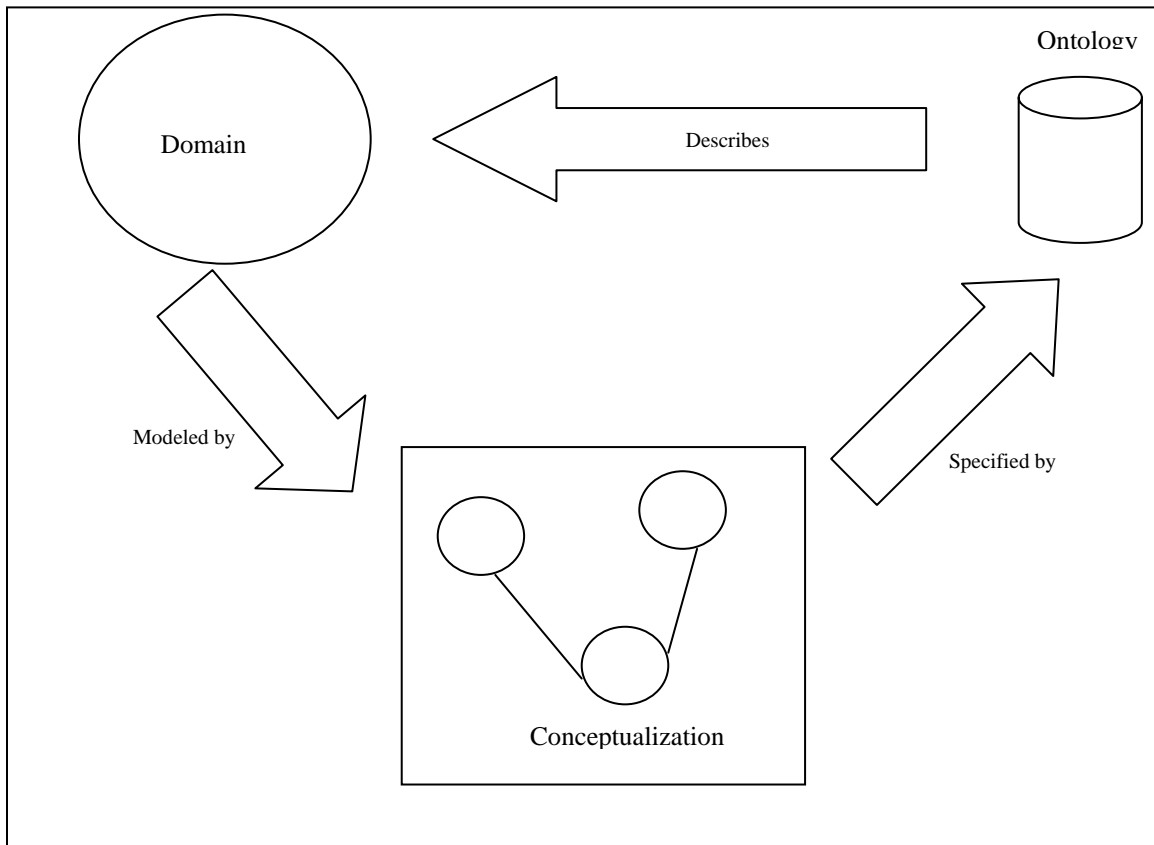 Ontology
Domain
Describes
Modeled by
Specified by
Conceptualization